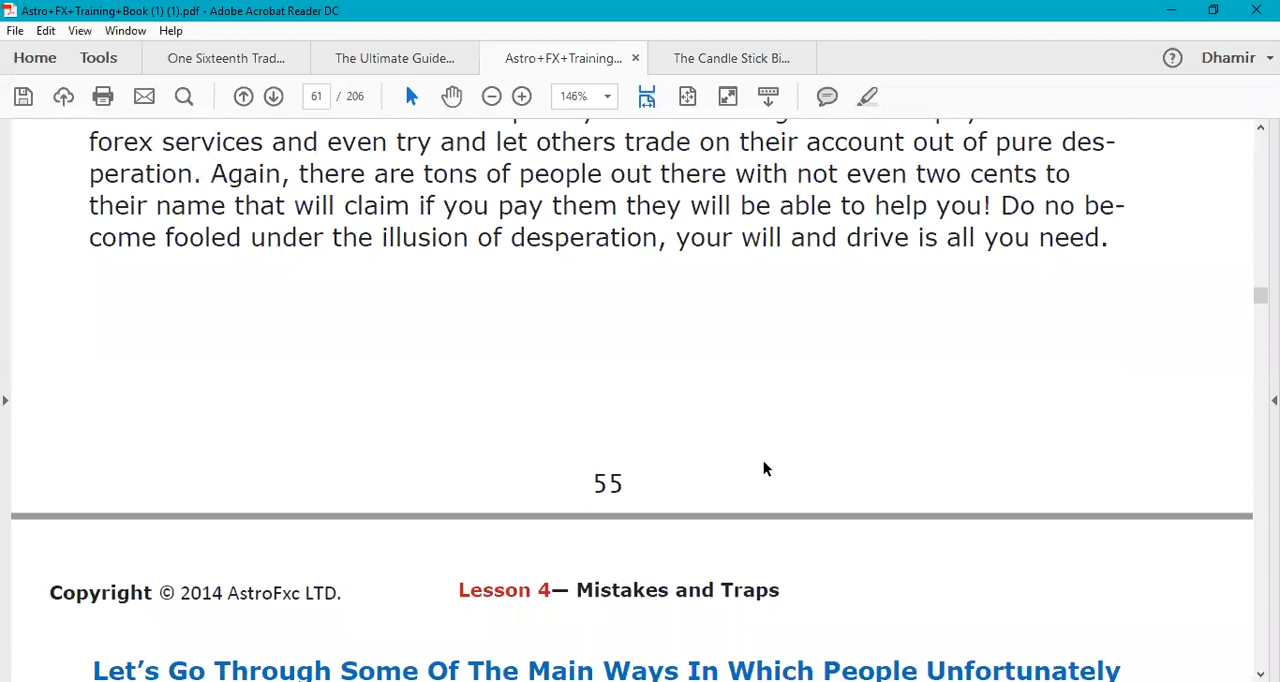 Astro+FX+Training+Book (1) (1).pdf - Adobe Acrobat Reader DC
File Edit View Window Help
Home Tools One Sixteenth Trad... The Ultimate Guide... Astro+FX+Training... × The Candle Stick Bi... Dhamir
61 / 206 146%
forex services and even try and let others trade on their account out of pure des-
peration. Again, there are tons of people out there with not even two cents to
their name that will claim if you pay them they will be able to help you! Do no be-
come fooled under the illusion of desperation, your will and drive is all you need.
55
Copyright © 2014 AstroFxc LTD. Lesson 4— Mistakes and Traps
Let's Go Through Some Of The Main Ways In Which People Unfortunately